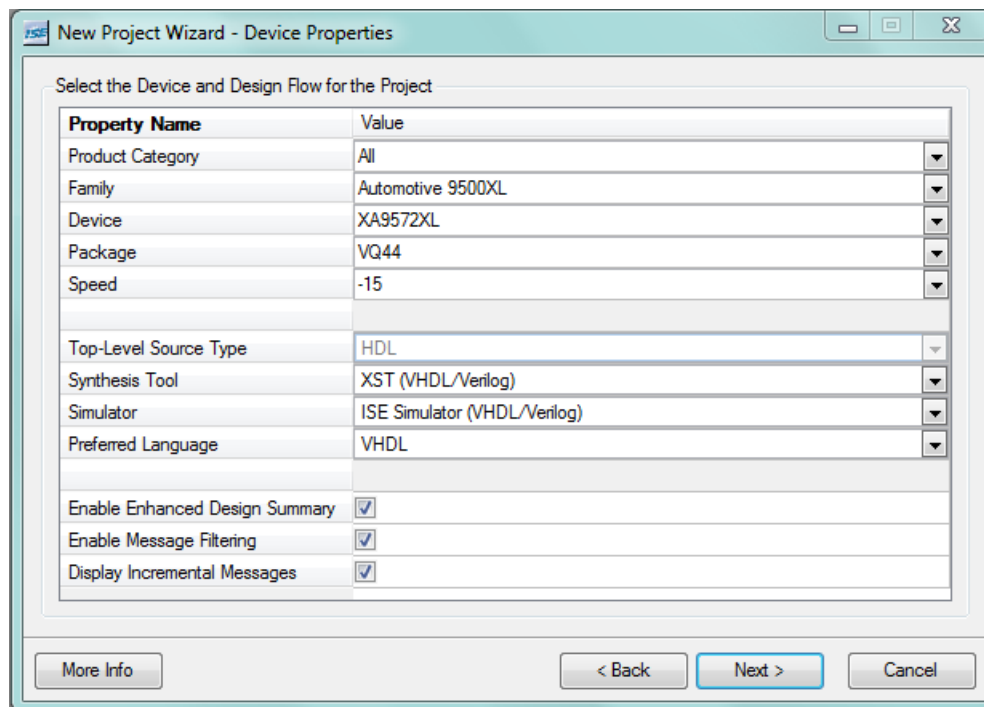 ISE New Project Wizard - Device Properties
Select the Device and Design Flow for the Project
Property Name Value
Product Category All
Family Automotive 9500XL
Device XA9572XL
Package VQ44
Speed -15
Top-Level Source Type HDL
Synthesis Tool XST (VHDL/Verilog)
Simulator ISE Simulator (VHDL/Verilog)
Preferred Language VHDL
Enable Enhanced Design Summary
Enable Message Filtering
Display Incremental Messages
More Info < Back Next > Cancel